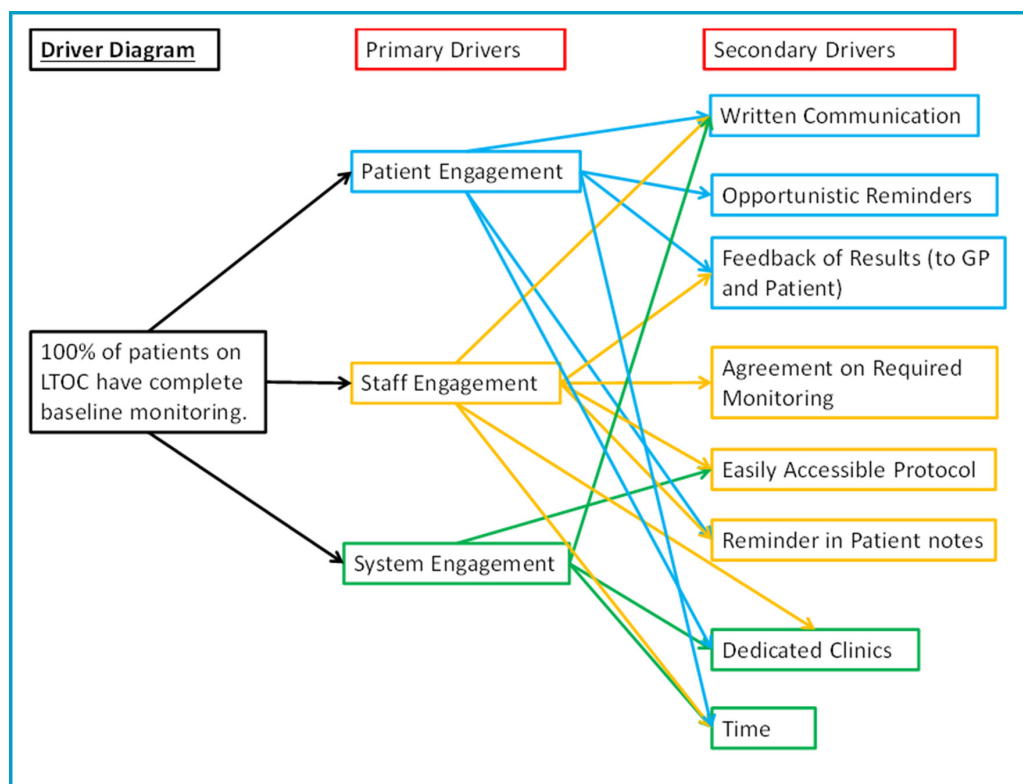 Driver Diagram
Primary Drivers
Secondary Drivers
Written Communication
Patient Engagement
Opportunistic Reminders
Feedback of Results (to GP
and Patient)
100% of patients on
LTOC have complete
baseline monitoring.
Staff Engagement
Agreement on Required
Monitoring
Easily Accessible Protocol
Reminder in Patient notes
System Engagement
Dedicated Clinics
Time